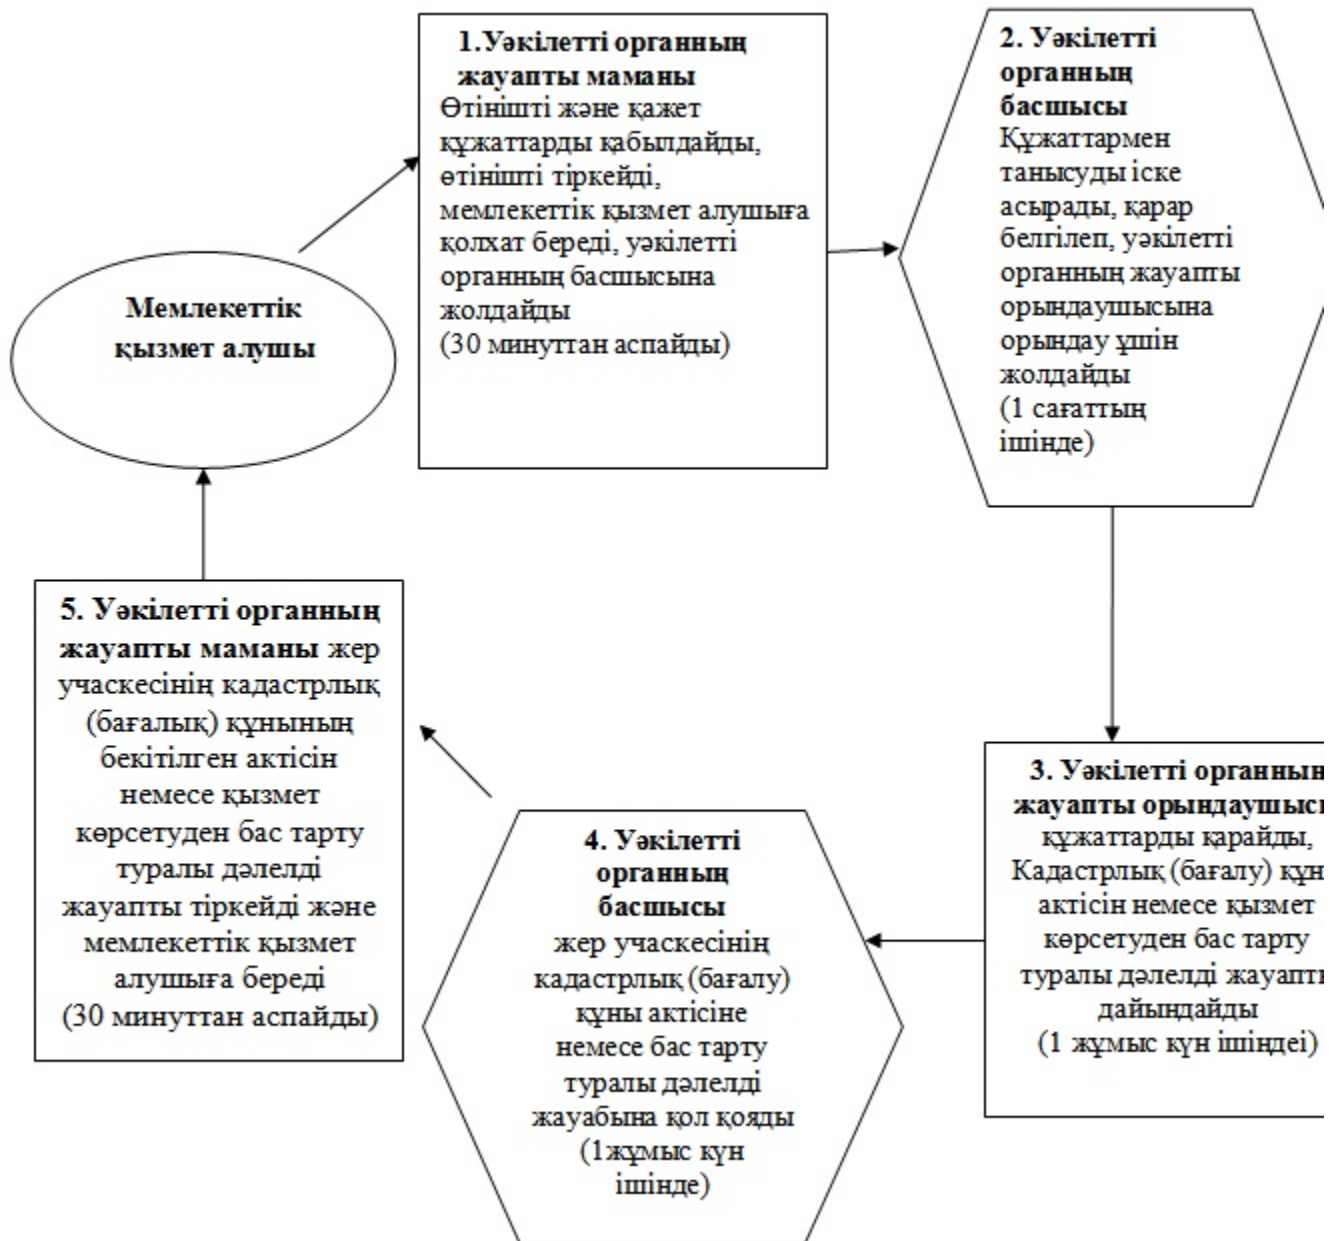 Мемлекеттік
қызмет алушы
1.Уәкілетті органның
жауапты маманы
Өтінішті және қажет
құжаттарды қабылдайды,
өтінішті тіркейді,
мемлекеттік қызмет алушыға
қолхат береді, уәкілетті
органның басшысына
жолдайды
(30 минуттан аспайды)
2. Уәкілетті
органның
басшысы
Құжаттармен
танысуды іске
асырады, қарар
белгілеп, уәкілетті
органның жауапты
орындаушысына
орындау ұшін
жолдайды
(1 сағаттың
ішінде)
3. Уәкілетті
жауапты
құжаттарды қарайды,
Кадастрлық (бағалу)
актісін немесе қызмет
көрсетуден бас тарту
туралы дәлелді
дайындайды
(1 жұмыс күн ішіндеі)
4. Уәкілетті
органның
басшысы
жер учаскесінің
кадастрлық (бағалу)
құны актісіне
немесе бас тарту
туралы дәлелді
жауабына қол қояды
(1жұмыс күн
ішінде)
5. Уәкілетті органның
жауапты маманы жер
учаскесінің кадастрлық
(бағалық) құнының
бекітілген актісін
немесе қызмет
көрсетуден бас тарту
туралы дәлелді
жауапты тіркейді және
мемлекеттік қызмет
алушыға береді
(30 минуттан аспайды)